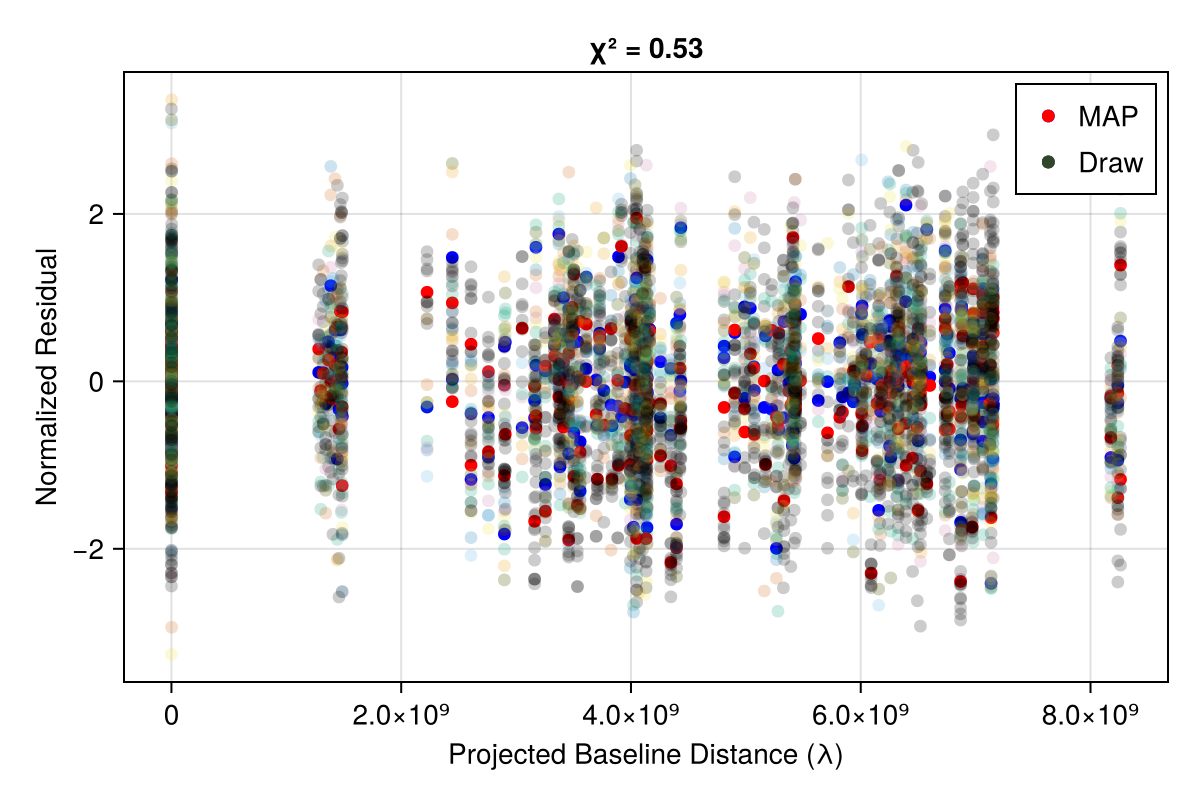 χ² = 0.53
MAP
Draw
Normalized Residual
2
0
−2
0
2.0×10⁹
4.0×10⁹
6.0×10⁹
8.0×10⁹
Projected Baseline Distance (λ)